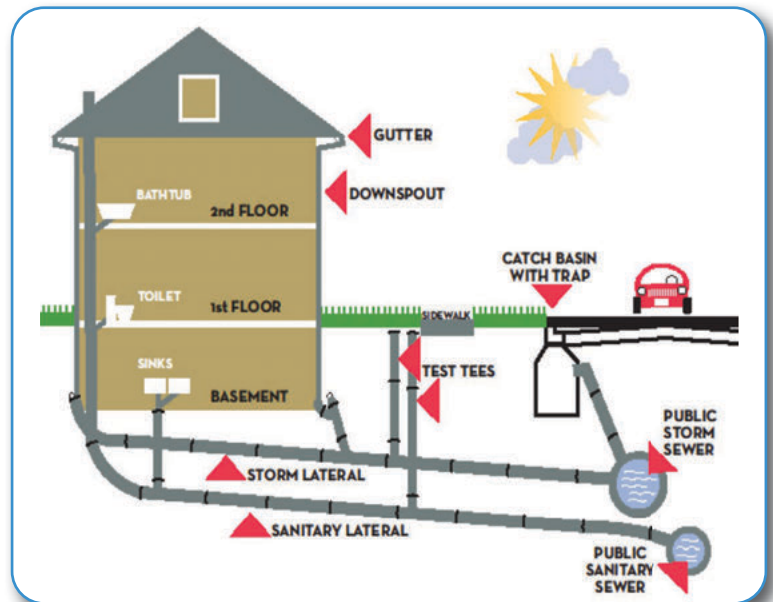 GUTTER
BATHTUB
DOWNSPOUT
2nd FLOOR
CATCH BASIN
WITH TRAP
TOILET
1st FLOOR
SIDEWALK
SINKS
TEST TEES
BASEMENT
PUBLIC
STORM
SEWER
STORM LATERAL
SANITARY LATERAL
PUBLIC
SANITARY
SEWER